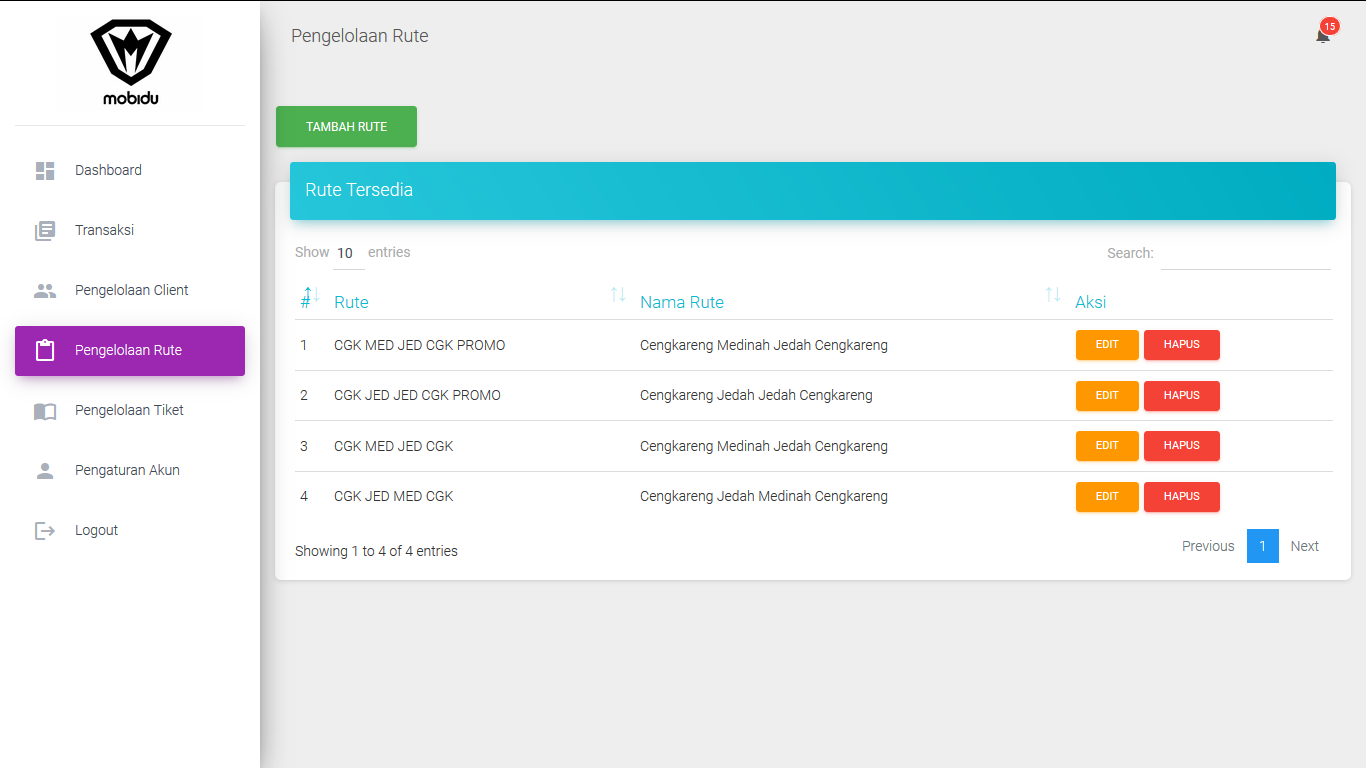 mobidu
Dashboard
Transaksi
Pengelolaan Client
Pengelolaan Rute
Pengelolaan Tiket
Pengaturan Akun
Logout
Pengelolaan Rute
15
TAMBAH RUTE
Rute Tersedia
Show 10 entries
Search:
# Rute Nama Rute Aksi
1 CGK MED JED CGK PROMO Cengkareng Medinah Jedah Cengkareng EDIT HAPUS
2 CGK JED JED CGK PROMO Cengkareng Jedah Jedah Cengkareng EDIT HAPUS
3 CGK MED JED CGK Cengkareng Medinah Jedah Cengkareng EDIT HAPUS
4 CGK JED MED CGK Cengkareng Jedah Medinah Cengkareng EDIT HAPUS
Showing 1 to 4 of 4 entries
Previous 1 Next